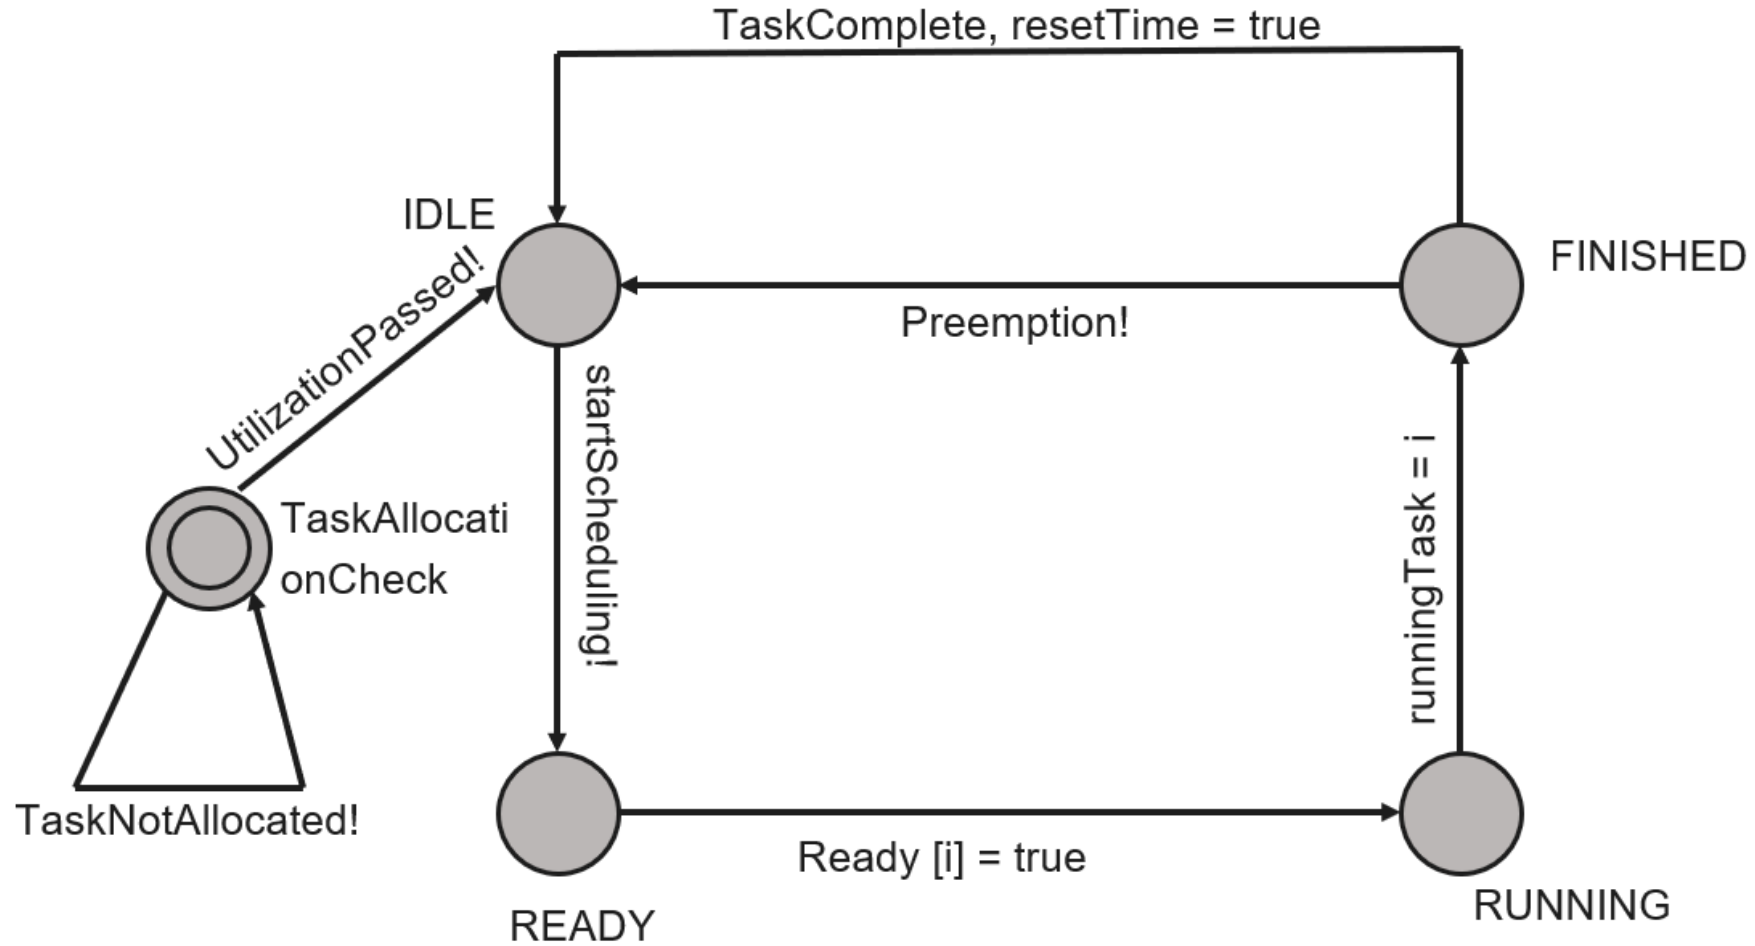 TaskComplete, resetTime = true
IDLE
FINISHED
UtilizationPassed!
Preemption!
startScheduling!
TaskAllocati
onCheck
runningTask = i
TaskNotAllocated!
Ready [i] = true
READY
RUNNING